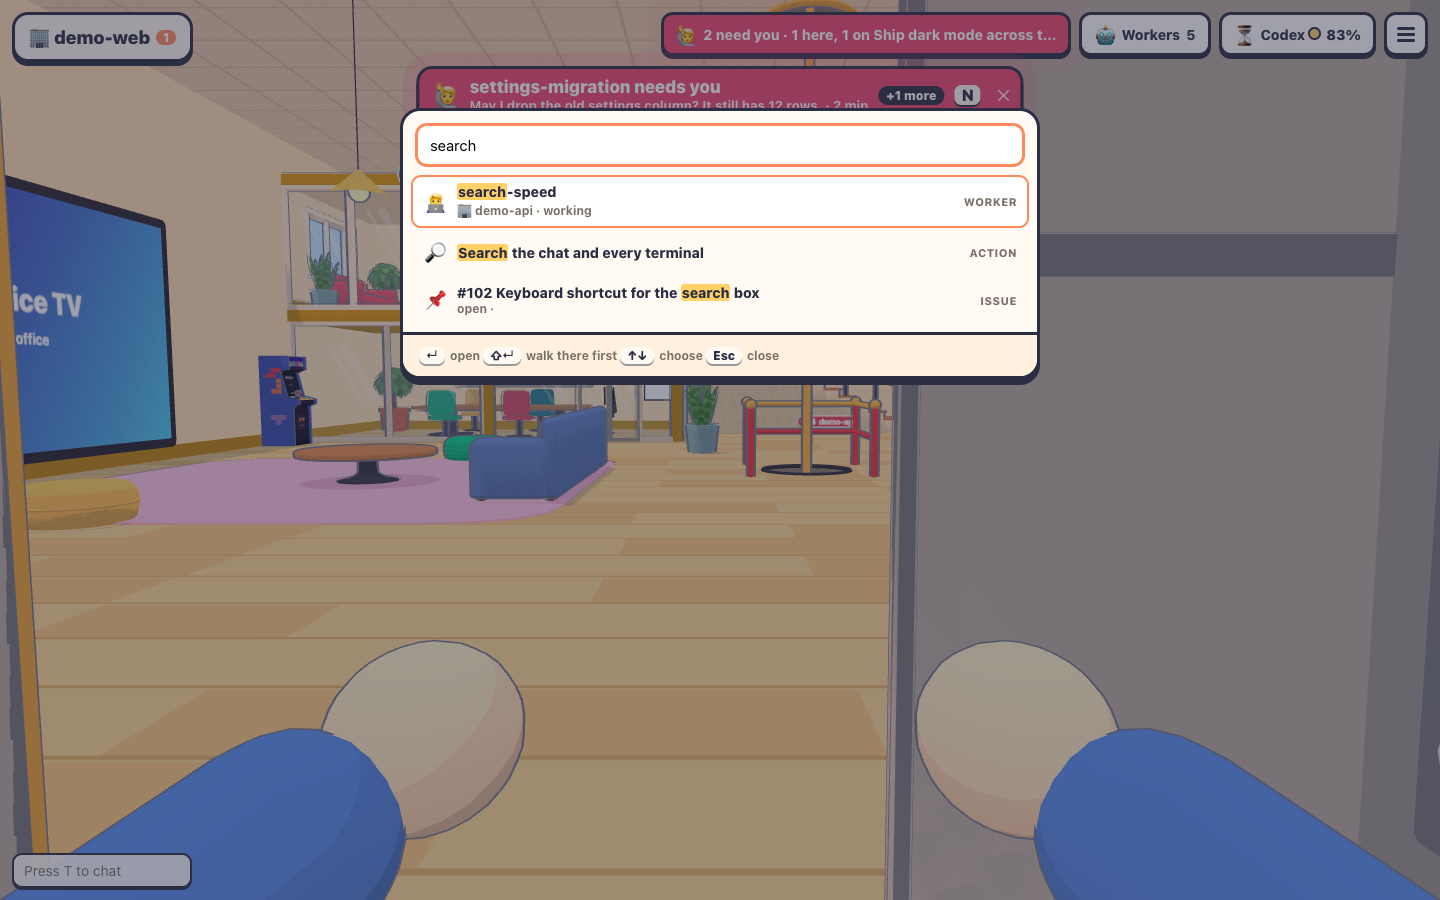 demo-web 1
2 need you · 1 here, 1 on Ship dark mode across t...
Workers 5
Codex 83%
settings-migration needs you
May I drop the old settings column? It still has 12 rows. · 2 min
+1 more
N
search
search-speed
demo-api · working
WORKER
Search the chat and every terminal
ACTION
#102 Keyboard shortcut for the search box
open ·
ISSUE
↵ open ⇧↵ walk there first ↑↓ choose Esc close
ice TV
office
demo-ap
Press T to chat